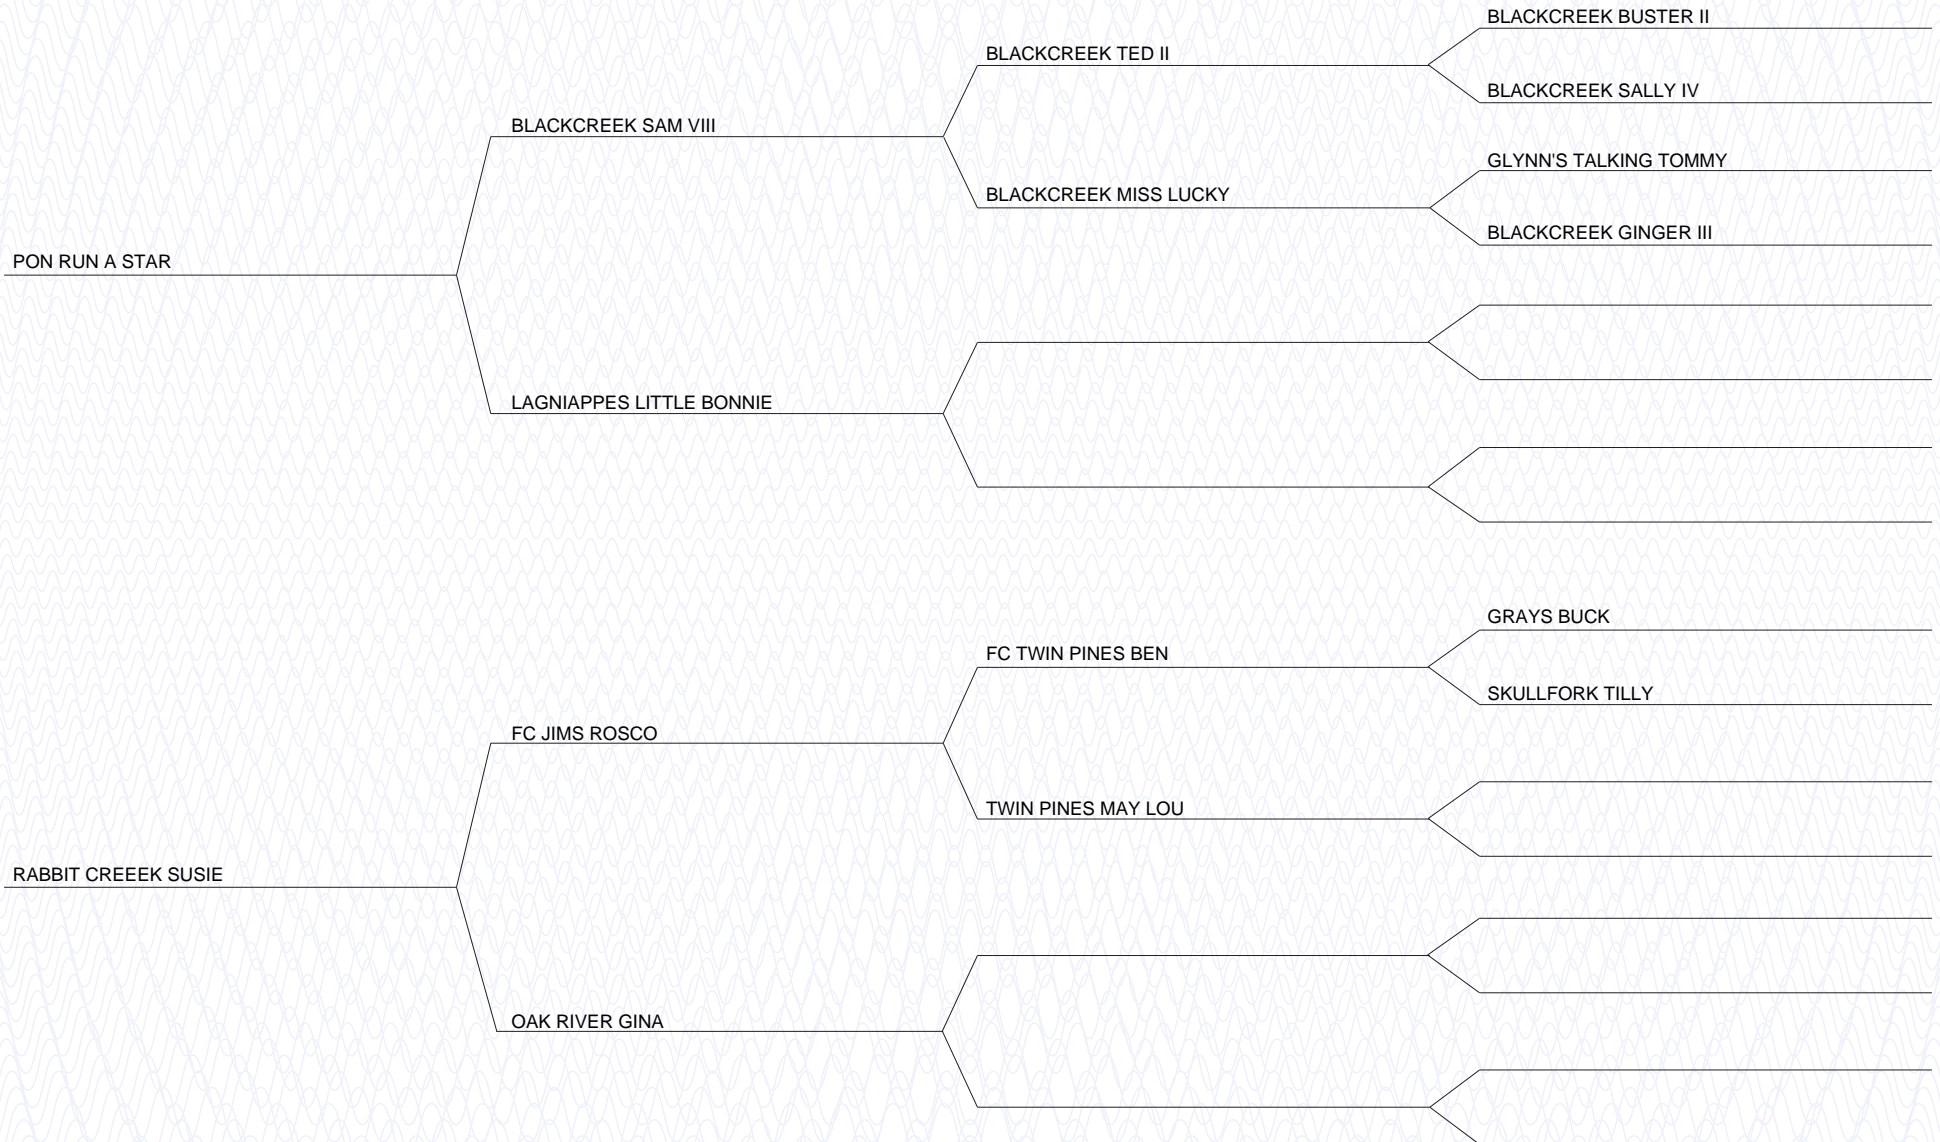 BLACKCREEK BUSTER II
BLACKCREEK TED II
BLACKCREEK SALLY IV
BLACKCREEK SAM VIII
GLYNN'S TALKING TOMMY
BLACKCREEK MISS LUCKY
BLACKCREEK GINGER III
PON RUN A STAR
LAGNIAPPES LITTLE BONNIE
GRAYS BUCK
FC TWIN PINES BEN
SKULLFORK TILLY
FC JIMS ROSCO
TWIN PINES MAY LOU
RABBIT CREEEK SUSIE
OAK RIVER GINA